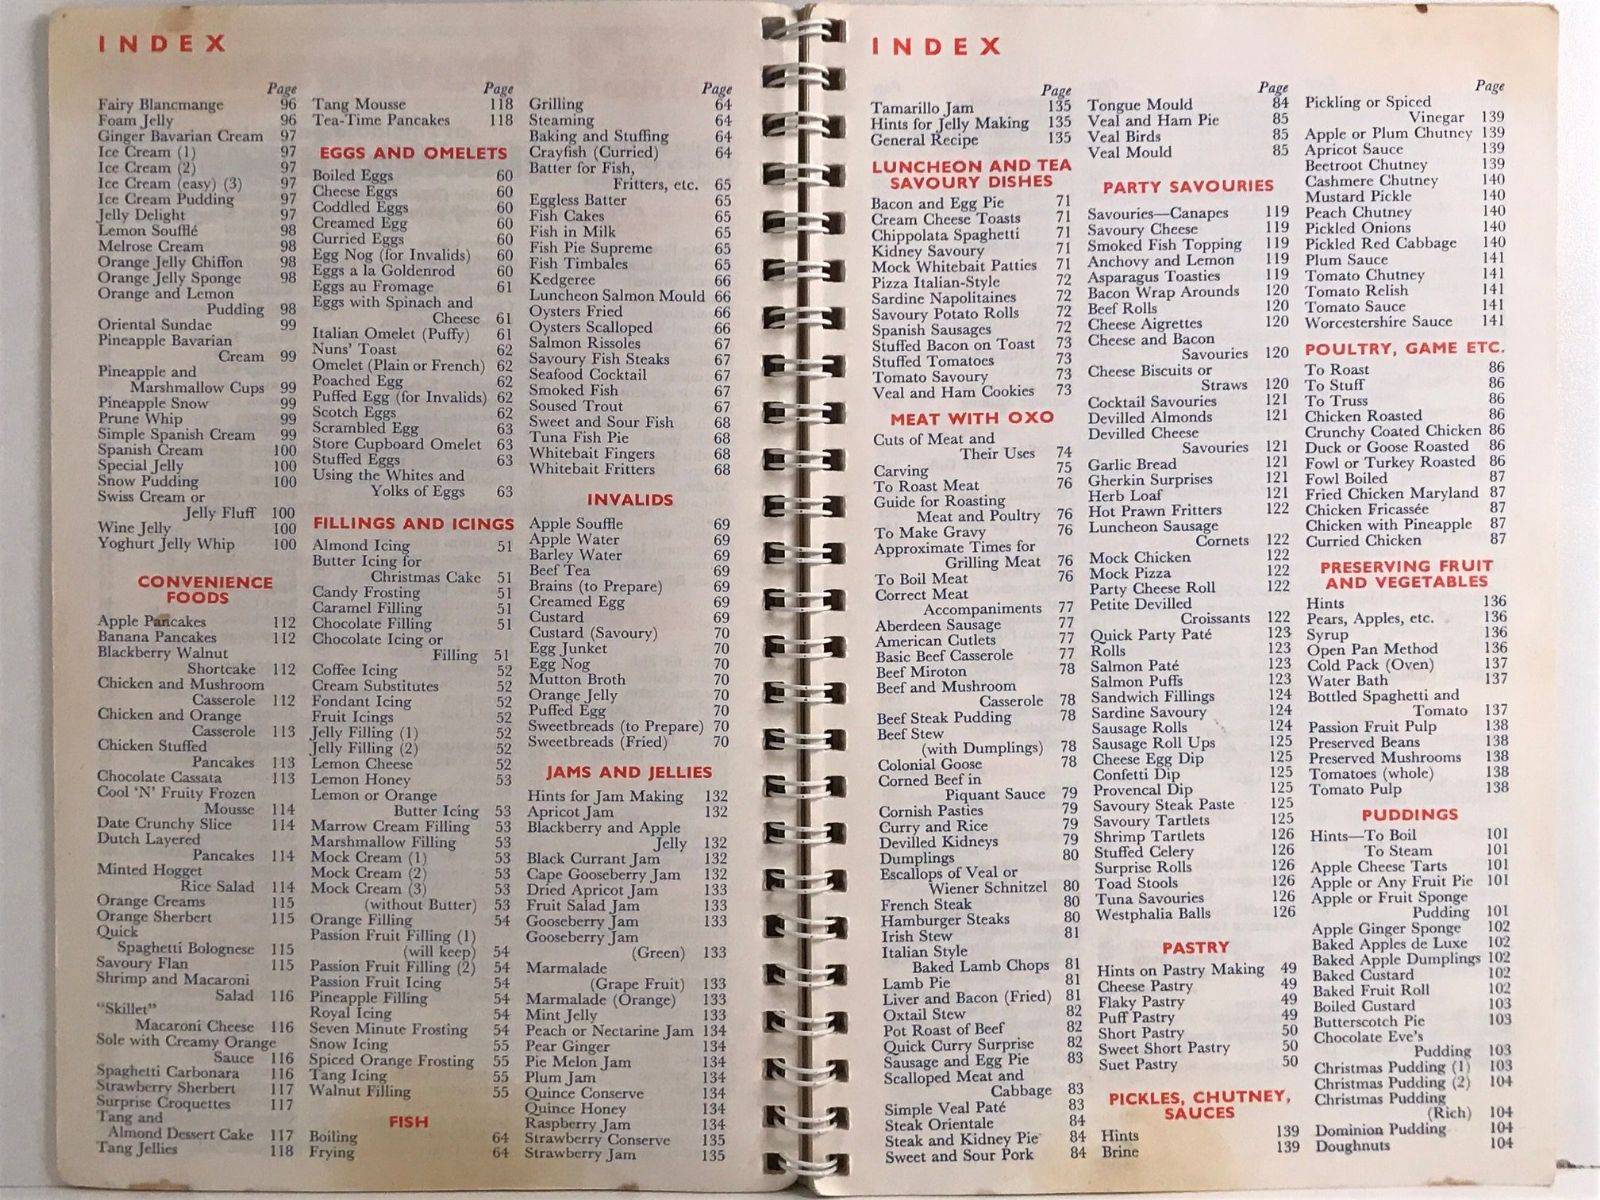 INDEX
Page
Fairy Blancmange 96
Foam Jelly 96
Ginger Bavarian Cream 97
Ice Cream (1) 97
Ice Cream (2) 97
Ice Cream (easy) (3) 97
Ice Cream Pudding 97
Jelly Delight 97
Lemon Soufflé 98
Melrose Cream 98
Orange Jelly Chiffon 98
Orange Jelly Sponge 98
Orange and Lemon
Pudding 98
Oriental Sundae 99
Pineapple Bavarian
Cream 99
Pineapple and
Marshmallow Cups 99
Pineapple Snow 99
Prune Whip 99
Simple Spanish Cream 99
Spanish Cream 100
Special Jelly 100
Snow Pudding 100
Swiss Cream or
Jelly Fluff 100
Wine Jelly 100
Yoghurt Jelly Whip 100
CONVENIENCE
FOODS
Apple Pancakes 112
Banana Pancakes 112
Blackberry Walnut
Shortcake 112
Chicken and Mushroom
Casserole 112
Chicken and Orange
Casserole 113
Chicken Stuffed
Pancakes 113
Chocolate Cassata 113
Cool 'N' Fruity Frozen
Mousse 114
Date Crunchy Slice 114
Dutch Layered
Pancakes 114
Minted Hogget
Rice Salad 114
Orange Creams 115
Orange Sherbert 115
Quick
Spaghetti Bolognese 115
Savoury Flan 115
Shrimp and Macaroni
Salad 116
"Skillet"
Macaroni Cheese 116
Sole with Creamy Orange
Sauce 116
Spaghetti Carbonara 116
Strawberry Sherbert 117
Surprise Croquettes 117
Tang and
Almond Dessert Cake 117
Tang Jellies 118
Page
Tang Mousse 118
Tea-Time Pancakes 118
EGGS AND OMELETS
Boiled Eggs 60
Cheese Eggs 60
Coddled Eggs 60
Creamed Egg 60
Curried Eggs 60
Egg Nog (for Invalids) 60
Eggs a la Goldenrod 60
Eggs au Fromage 61
Eggs with Spinach and
Cheese 61
Italian Omelet (Puffy) 61
Nuns' Toast 62
Omelet (Plain or French) 62
Poached Egg 62
Puffed Egg (for Invalids) 62
Scotch Eggs 62
Scrambled Egg 63
Store Cupboard Omelet 63
Stuffed Eggs 63
Using the Whites and
Yolks of Eggs 63
FILLINGS AND ICINGS
Almond Icing 51
Butter Icing for
Christmas Cake 51
Candy Frosting 51
Caramel Filling 51
Chocolate Filling 51
Chocolate Icing or
Filling 51
Coffee Icing 52
Cream Substitutes 52
Fondant Icing 52
Fruit Icings 52
Jelly Filling (1) 52
Jelly Filling (2) 52
Lemon Cheese 52
Lemon Honey 53
Lemon or Orange
Butter Icing 53
Marrow Cream Filling 53
Marshmallow Filling 53
Mock Cream (1) 53
Mock Cream (2) 53
Mock Cream (3)
(without Butter) 53
Orange Filling 54
Passion Fruit Filling (1)
(will keep) 54
Passion Fruit Filling (2) 54
Passion Fruit Icing 54
Pineapple Filling 54
Royal Icing 54
Seven Minute Frosting 54
Snow Icing 55
Spiced Orange Frosting 55
Tang Icing 55
Walnut Filling 55
FISH
Boiling 64
Frying 64
Page
Grilling 64
Steaming 64
Baking and Stuffing 64
Crayfish (Curried) 64
Batter for Fish,
Fritters, etc. 65
Eggless Batter 65
Fish Cakes 65
Fish in Milk 65
Fish Pie Supreme 65
Fish Timbales 65
Kedgeree 66
Luncheon Salmon Mould 66
Oysters Fried 66
Oysters Scalloped 66
Salmon Rissoles 67
Savoury Fish Steaks 67
Seafood Cocktail 67
Smoked Fish 67
Soused Trout 67
Sweet and Sour Fish 68
Tuna Fish Pie 68
Whitebait Fingers 68
Whitebait Fritters 68
INVALIDS
Apple Souffle 69
Apple Water 69
Barley Water 69
Beef Tea 69
Brains (to Prepare) 69
Creamed Egg 69
Custard 69
Custard (Savoury) 70
Egg Junket 70
Egg Nog 70
Mutton Broth 70
Orange Jelly 70
Puffed Egg 70
Sweetbreads (to Prepare) 70
Sweetbreads (Fried) 70
JAMS AND JELLIES
Hints for Jam Making 132
Apricot Jam 132
Blackberry and Apple
Jelly 132
Black Currant Jam 132
Cape Gooseberry Jam 132
Dried Apricot Jam 133
Fruit Salad Jam 133
Gooseberry Jam 133
Gooseberry Jam
(Green) 133
Marmalade
(Grape Fruit) 133
Marmalade (Orange) 133
Mint Jelly 133
Peach or Nectarine Jam 134
Pear Ginger 134
Pie Melon Jam 134
Plum Jam 134
Quince Conserve 134
Quince Honey 134
Raspberry Jam 134
Strawberry Conserve 135
Strawberry Jam 135
INDEX
Page
Tamarillo Jam 135
Hints for Jelly Making 135
General Recipe 135
LUNCHEON AND TEA
SAVOURY DISHES
Bacon and Egg Pie 71
Cream Cheese Toasts 71
Chippolata Spaghetti 71
Kidney Savoury 71
Mock Whitebait Patties 71
Pizza Italian-Style 72
Sardine Napolitaines 72
Savoury Potato Rolls 72
Spanish Sausages 72
Stuffed Bacon on Toast 73
Stuffed Tomatoes 73
Tomato Savoury 73
Veal and Ham Cookies 73
MEAT WITH OXO
Cuts of Meat and
Their Uses 74
Carving 75
To Roast Meat 76
Guide for Roasting
Meat and Poultry 76
To Make Gravy 76
Approximate Times for
Grilling Meat 76
To Boil Meat 76
Correct Meat
Accompaniments 77
Aberdeen Sausage 77
American Cutlets 77
Basic Beef Casserole 77
Beef Miroton 78
Beef and Mushroom
Casserole 78
Beef Steak Pudding 78
Beef Stew
(with Dumplings) 78
Colonial Goose 78
Corned Beef in
Piquant Sauce 79
Cornish Pasties 79
Curry and Rice 79
Devilled Kidneys 79
Dumplings 80
Escallops of Veal or
Wiener Schnitzel 80
French Steak 80
Hamburger Steaks 80
Irish Stew 81
Italian Style
Baked Lamb Chops 81
Lamb Pie 81
Liver and Bacon (Fried) 81
Oxtail Stew 82
Pot Roast of Beef 82
Quick Curry Surprise 82
Sausage and Egg Pie 83
Scalloped Meat and
Cabbage 83
Simple Veal Paté 83
Steak Orientale 84
Steak and Kidney Pie 84
Sweet and Sour Pork 84
Page
Tongue Mould 84
Veal and Ham Pie 85
Veal Birds 85
Veal Mould 85
PARTY SAVOURIES
Savouries—Canapes 119
Savoury Cheese 119
Smoked Fish Topping 119
Anchovy and Lemon 119
Asparagus Toasties 119
Bacon Wrap Arounds 120
Beef Rolls 120
Cheese Aigrettes 120
Cheese and Bacon
Savouries 120
Cheese Biscuits or
Straws 120
Cocktail Savouries 121
Devilled Almonds 121
Devilled Cheese
Savouries 121
Garlic Bread 121
Gherkin Surprises 121
Herb Loaf 121
Hot Prawn Fritters 122
Luncheon Sausage
Cornets 122
Mock Chicken 122
Mock Pizza 122
Party Cheese Roll 122
Petite Devilled
Croissants 122
Quick Party Paté 123
Rolls 123
Salmon Paté 123
Salmon Puffs 123
Sandwich Fillings 124
Sardine Savoury 124
Sausage Rolls 124
Sausage Roll Ups 125
Cheese Egg Dip 125
Confetti Dip 125
Provencal Dip 125
Savoury Steak Paste 125
Savoury Tartlets 125
Shrimp Tartlets 126
Stuffed Celery 126
Surprise Rolls 126
Toad Stools 126
Tuna Savouries 126
Westphalia Balls 126
PASTRY
Hints on Pastry Making 49
Cheese Pastry 49
Flaky Pastry 49
Puff Pastry 49
Short Pastry 50
Sweet Short Pastry 50
Suet Pastry 50
PICKLES, CHUTNEY,
SAUCES
Hints 139
Brine 139
Page
Pickling or Spiced
Vinegar 139
Apple or Plum Chutney 139
Apricot Sauce 139
Beetroot Chutney 139
Cashmere Chutney 140
Mustard Pickle 140
Peach Chutney 140
Pickled Onions 140
Pickled Red Cabbage 140
Plum Sauce 141
Tomato Chutney 141
Tomato Relish 141
Tomato Sauce 141
Worcestershire Sauce 141
POULTRY, GAME ETC.
To Roast 86
To Stuff 86
To Truss 86
Chicken Roasted 86
Crunchy Coated Chicken 86
Duck or Goose Roasted 86
Fowl or Turkey Roasted 86
Fowl Boiled 87
Fried Chicken Maryland 87
Chicken Fricassée 87
Chicken with Pineapple 87
Curried Chicken 87
PRESERVING FRUIT
AND VEGETABLES
Hints 136
Pears, Apples, etc. 136
Syrup 136
Open Pan Method 136
Cold Pack (Oven) 137
Water Bath 137
Bottled Spaghetti and
Tomato 137
Passion Fruit Pulp 138
Preserved Beans 138
Preserved Mushrooms 138
Tomatoes (whole) 138
Tomato Pulp 138
PUDDINGS
Hints—To Boil 101
To Steam 101
Apple Cheese Tarts 101
Apple or Any Fruit Pie 101
Apple or Fruit Sponge
Pudding 101
Apple Ginger Sponge 102
Baked Apples de Luxe 102
Baked Apple Dumplings 102
Baked Custard 102
Baked Fruit Roll 102
Boiled Custard 103
Butterscotch Pie 103
Chocolate Eve's
Pudding 103
Christmas Pudding (1) 103
Christmas Pudding (2) 104
Christmas Pudding
(Rich) 104
Dominion Pudding 104
Doughnuts 104